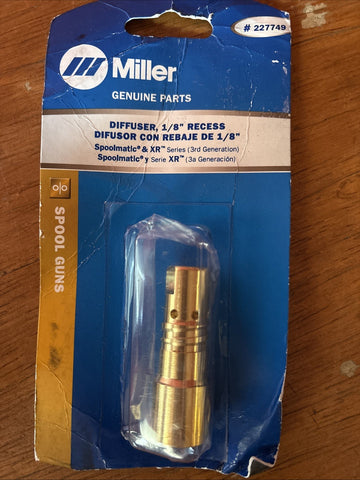 # 227749
Miller
GENUINE PARTS
DIFFUSER, 1/8" RECESS
DIFUSOR CON REBAJE DE 1/8"
Spoolmatic® & XR™ Series (3rd Generation)
Spoolmatic® y Serie XR™ (3a Generación)
SPOOL GUNS